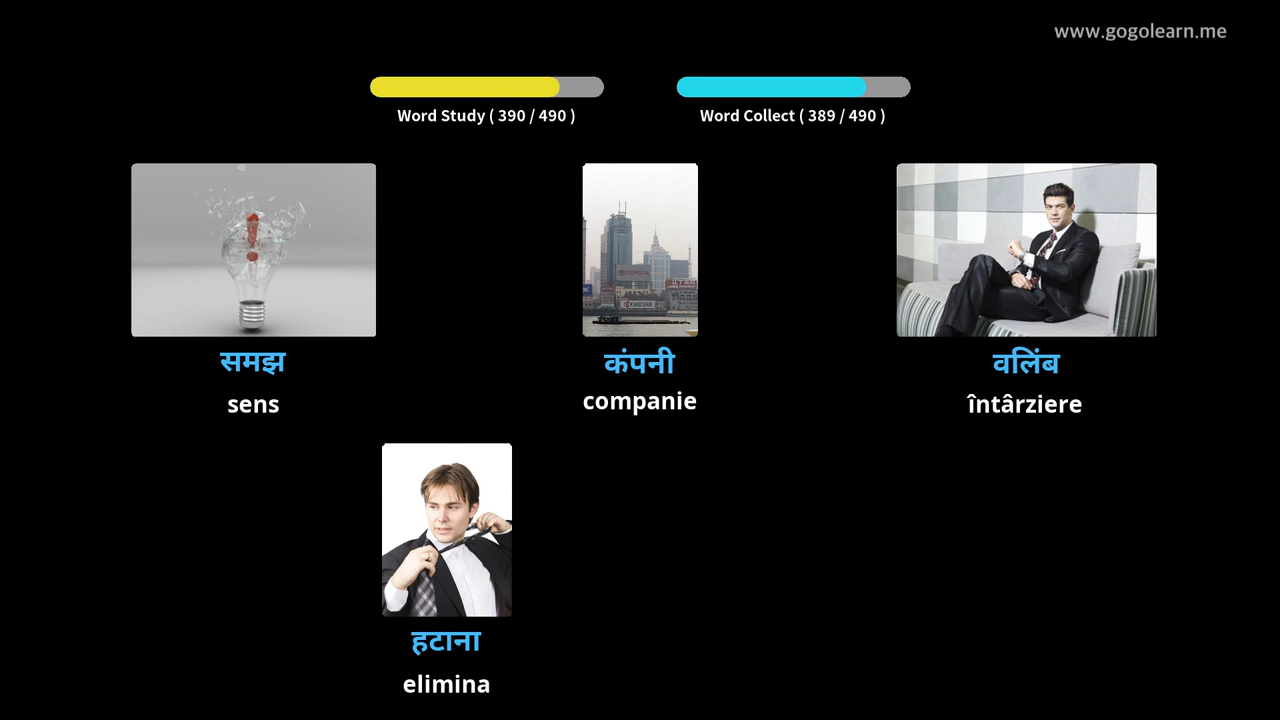 www.gogolearn.me
Word Study ( 390 / 490 )
Word Collect ( 389 / 490 )
समझ
कंपनी
वलिंब
sens
companie
întârziere
हटाना
elimina